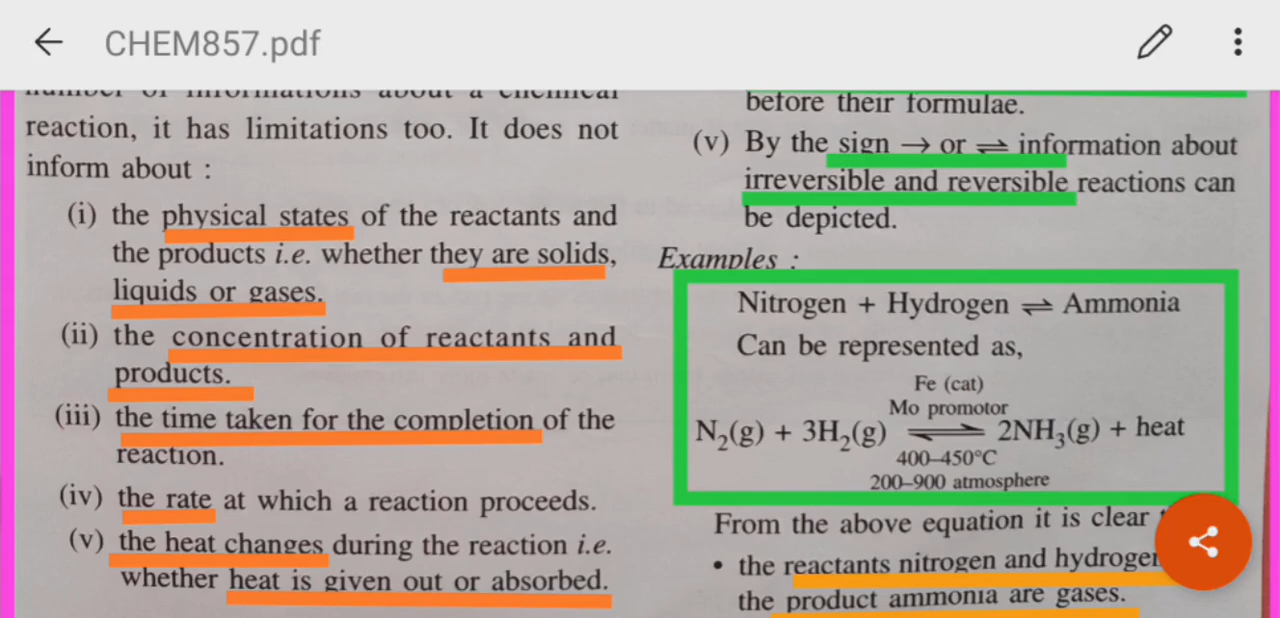 CHEM857.pdf
number of informations about a chemical
reaction, it has limitations too. It does not
inform about :
(i) the physical states of the reactants and
the products i.e. whether they are solids,
liquids or gases.
(ii) the concentration of reactants and
products.
(iii) the time taken for the completion of the
reaction.
(iv) the rate at which a reaction proceeds.
(v) the heat changes during the reaction i.e.
whether heat is given out or absorbed.
before their formulae.
(v) By the sign → or ⇌ information about
irreversible and reversible reactions can
be depicted.
Examples :
Nitrogen + Hydrogen ⇌ Ammonia
Can be represented as,
Fe (cat)
Mo promotor
N₂(g) + 3H₂(g) ⇌ 2NH₃(g) + heat
400–450°C
200–900 atmosphere
From the above equation it is clear
• the reactants nitrogen and hydrogen
the product ammonia are gases.